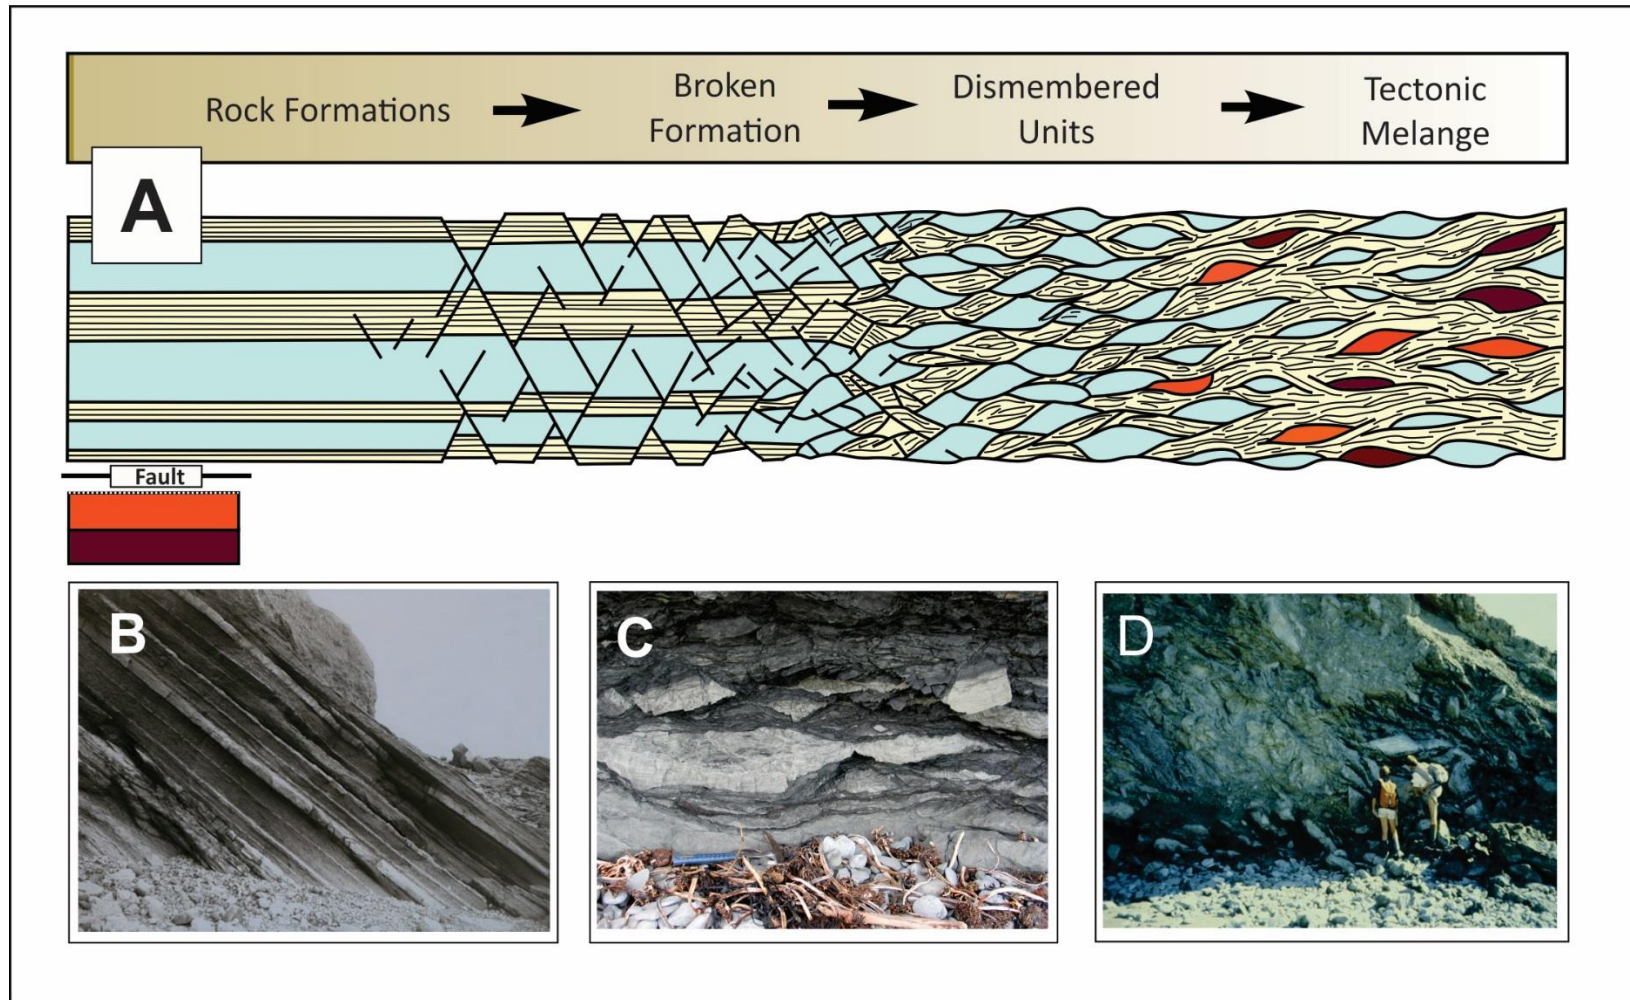 Rock Formations
Broken
Formation
Dismembered
Units
Tectonic
Melange
A
Fault
B
C
D